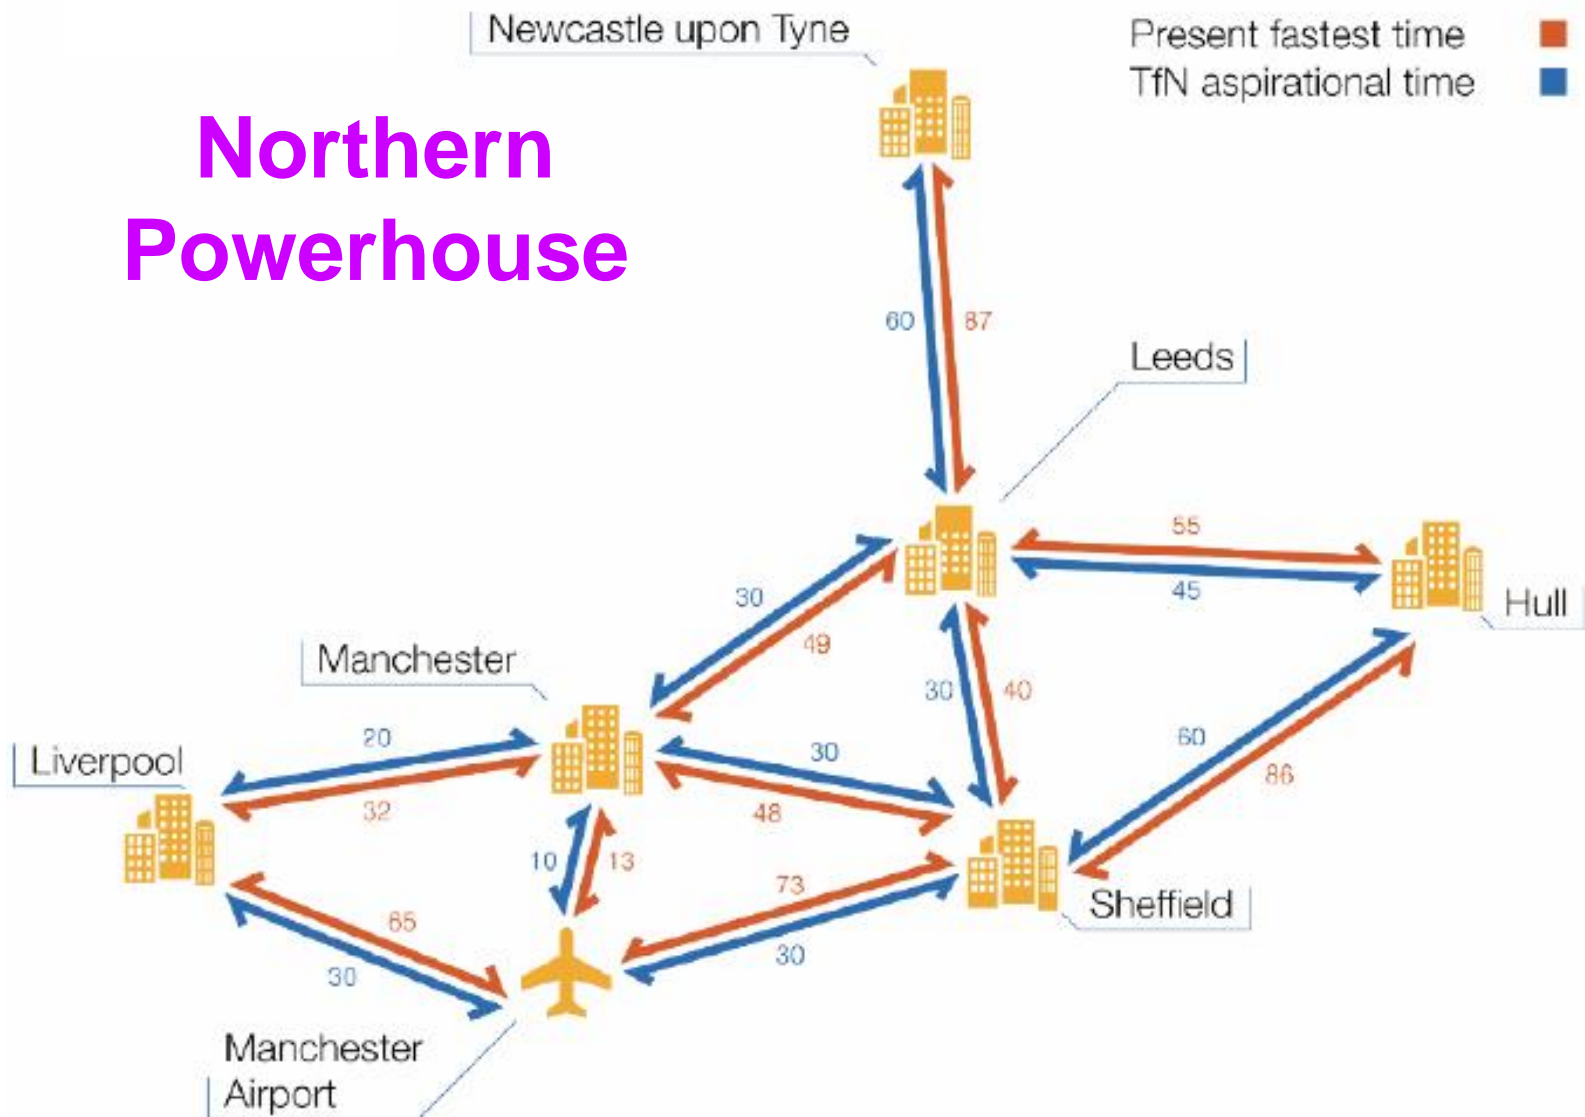 Newcastle upon Tyne
Present fastest time
TfN aspirational time
Northern
Powerhouse
60
87
Leeds
55
45
Hull
30
49
Manchester
30
40
20
32
Liverpool
30
48
60
86
10
13
73
30
Sheffield
65
30
Manchester
Airport